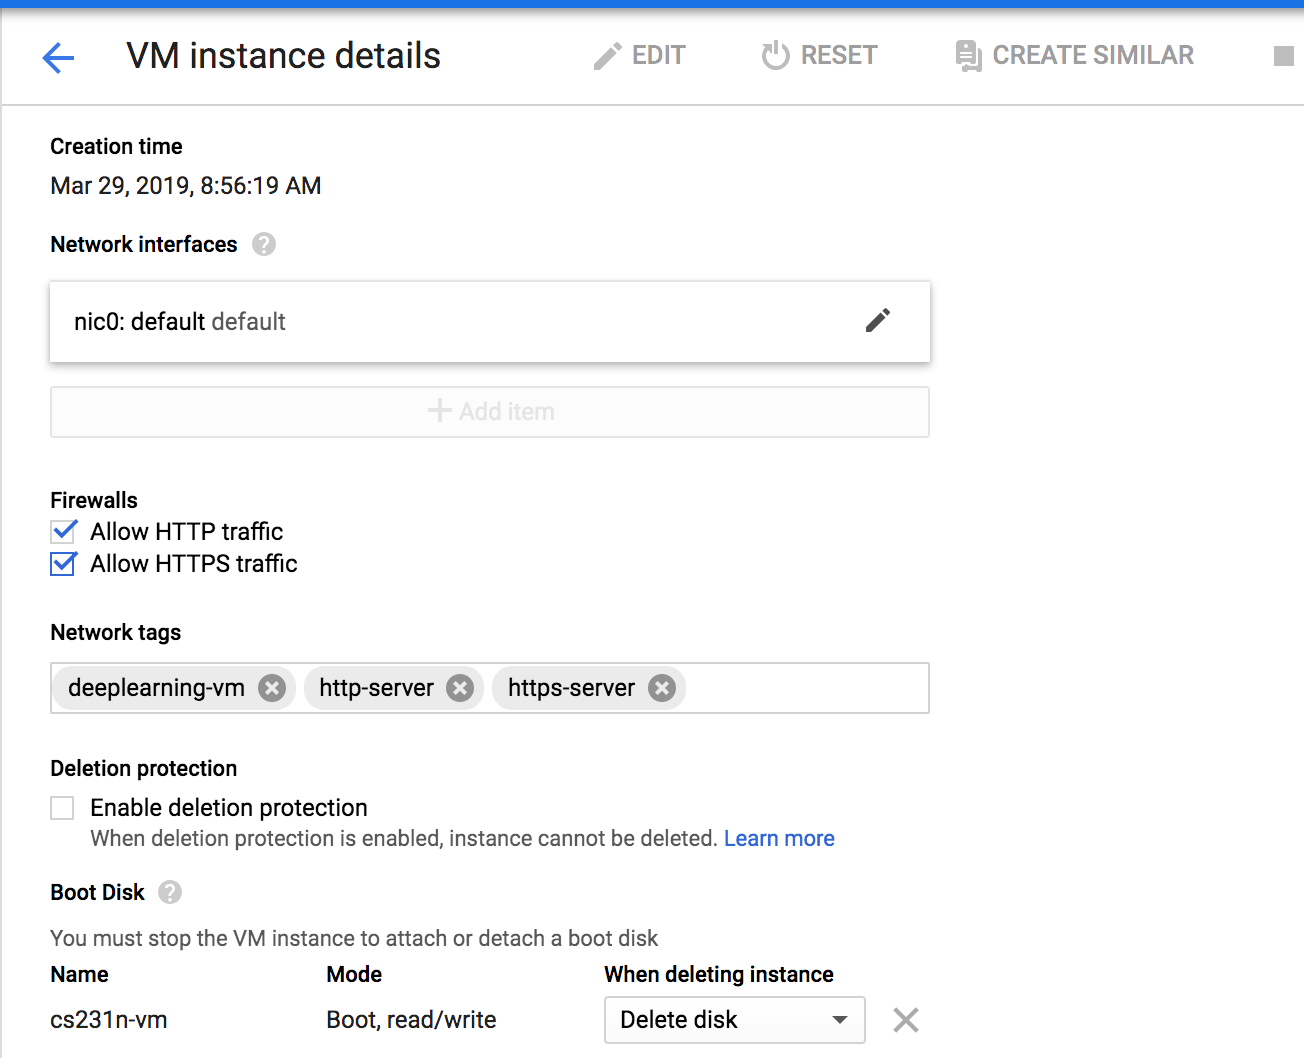 VM instance details EDIT RESET CREATE SIMILAR
Creation time
Mar 29, 2019, 8:56:19 AM
Network interfaces ?
nic0: default default
+ Add item
Firewalls
Allow HTTP traffic
Allow HTTPS traffic
Network tags
deeplearning-vm http-server https-server
Deletion protection
Enable deletion protection
When deletion protection is enabled, instance cannot be deleted. Learn more
Boot Disk ?
You must stop the VM instance to attach or detach a boot disk
Name Mode When deleting instance
cs231n-vm Boot, read/write Delete disk